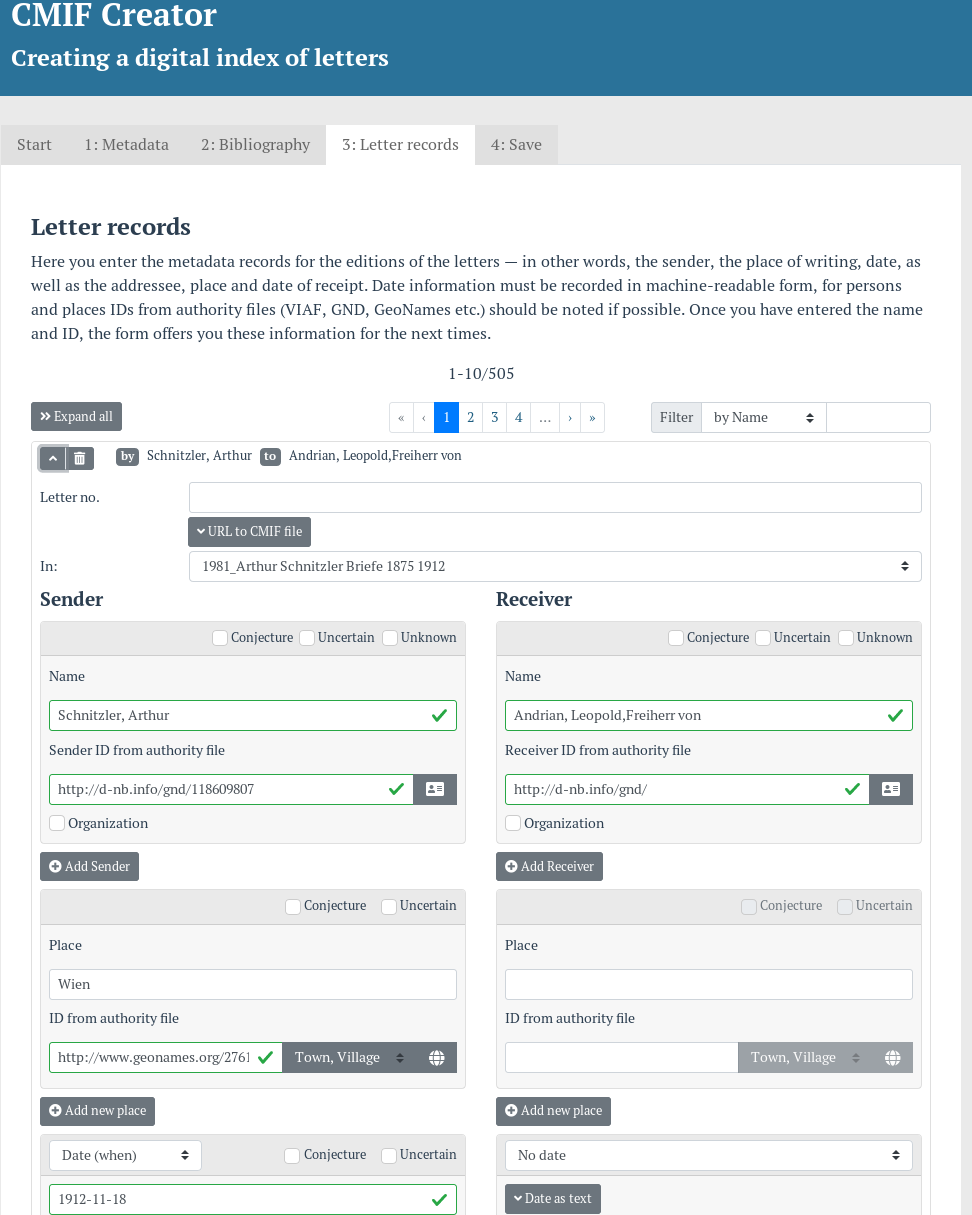 CMIF Creator
Creating a digital index of letters
Start 1: Metadata 2: Bibliography 3: Letter records 4: Save
Letter records
Here you enter the metadata records for the editions of the letters — in other words, the sender, the place of writing, date, as
well as the addressee, place and date of receipt. Date information must be recorded in machine-readable form, for persons
and places IDs from authority files (VIAF, GND, GeoNames etc.) should be noted if possible. Once you have entered the name
and ID, the form offers you these information for the next times.
1-10/505
Expand all « ‹ 1 2 3 4 … › » Filter by Name
by Schnitzler, Arthur to Andrian, Leopold,Freiherr von
Letter no.
URL to CMIF file
In: 1981_Arthur Schnitzler Briefe 1875 1912
Sender Receiver
Conjecture Uncertain Unknown Conjecture Uncertain Unknown
Name Name
Schnitzler, Arthur Andrian, Leopold,Freiherr von
Sender ID from authority file Receiver ID from authority file
http://d-nb.info/gnd/118609807 http://d-nb.info/gnd/
Organization Organization
Add Sender Add Receiver
Conjecture Uncertain Conjecture Uncertain
Place Place
Wien
ID from authority file ID from authority file
http://www.geonames.org/2761 Town, Village Town, Village
Add new place Add new place
Date (when) Conjecture Uncertain No date
1912-11-18 Date as text